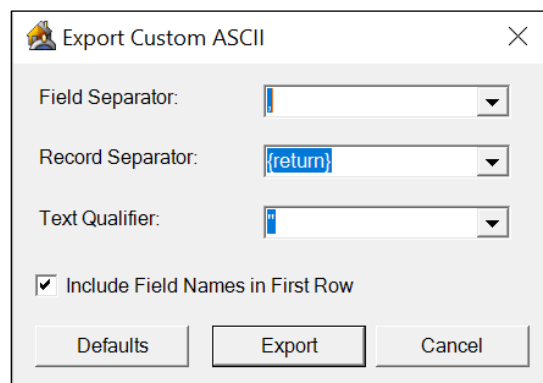 Export Custom ASCII
Field Separator: ,
Record Separator: {return}
Text Qualifier: "
Include Field Names in First Row
Defaults Export Cancel